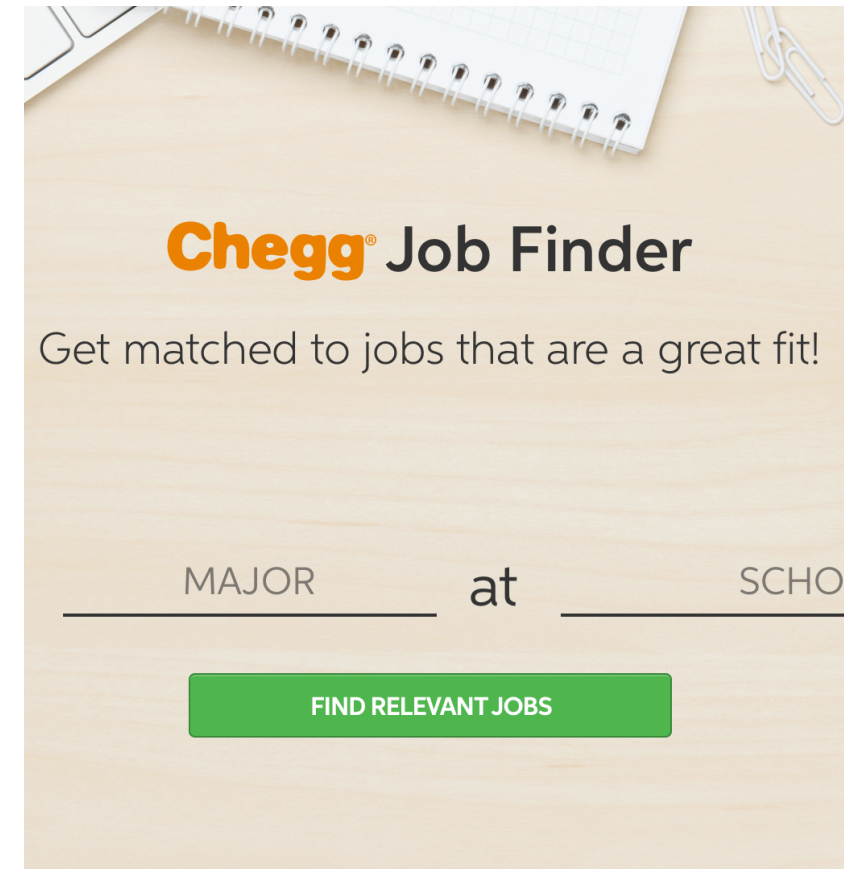 Chegg® Job Finder
Get matched to jobs that are a great fit!
MAJOR at SCHO
FIND RELEVANT JOBS